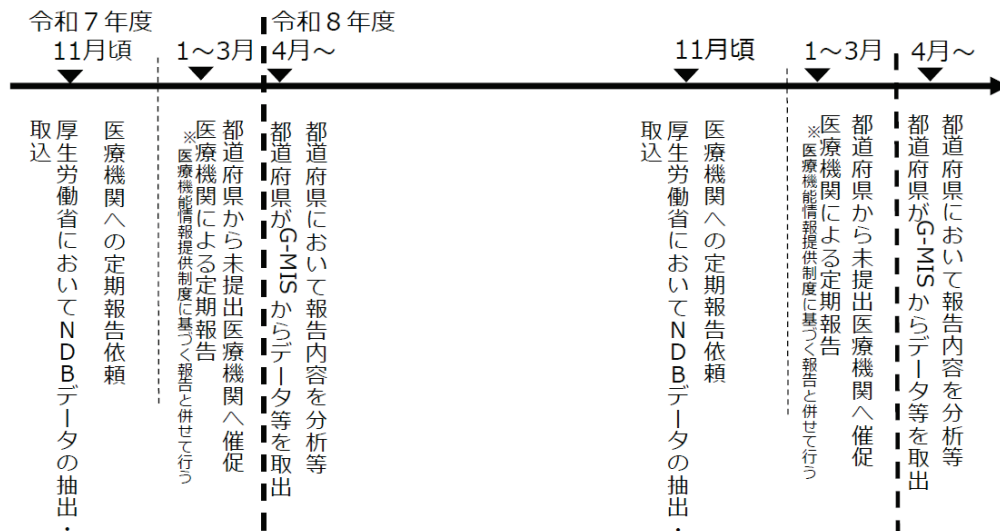 令和７年度
令和８年度
11月頃
1～3月
4月～
11月頃
1～3月
4月～
医療機関への定期報告依頼
厚生労働省においてＮＤＢデータの抽出・
取込
都道府県から未提出医療機関へ催促
医療機関による定期報告
※医療機能情報提供制度に基づく報告と併せて行う
都道府県において報告内容を分析等
都道府県がG-MISからデータ等を取出
医療機関への定期報告依頼
厚生労働省においてＮＤＢデータの抽出・
取込
都道府県から未提出医療機関へ催促
医療機関による定期報告
※医療機能情報提供制度に基づく報告と併せて行う
都道府県において報告内容を分析等
都道府県がG-MISからデータ等を取出